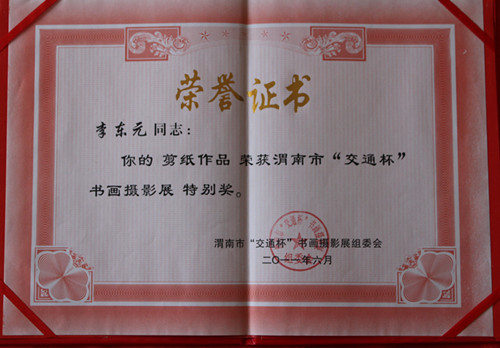 荣誉证书
李东元同志：
你的 剪纸作品 荣获渭南市“交通杯”
书画摄影展 特别奖。
渭南市“交通杯”书画摄影展组委会
二〇一一年六月